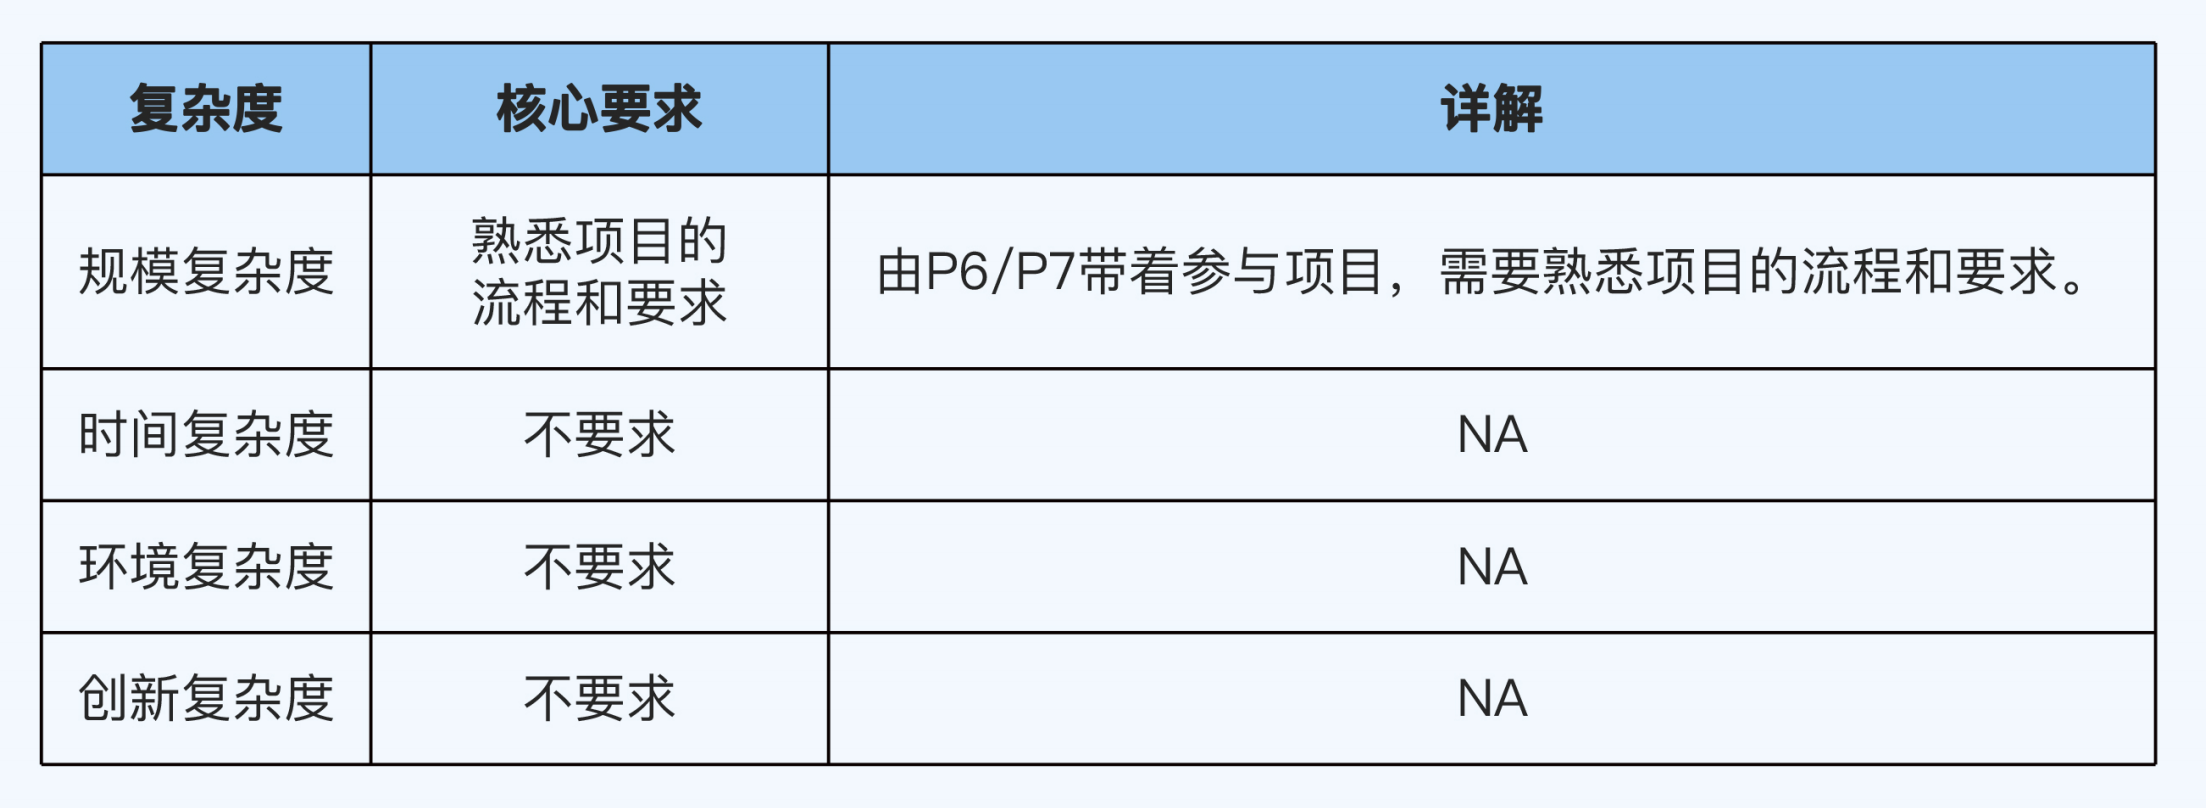 复杂度 核心要求 详解
规模复杂度 熟悉项目的
流程和要求 由P6/P7带着参与项目，需要熟悉项目的流程和要求。
时间复杂度 不要求 NA
环境复杂度 不要求 NA
创新复杂度 不要求 NA